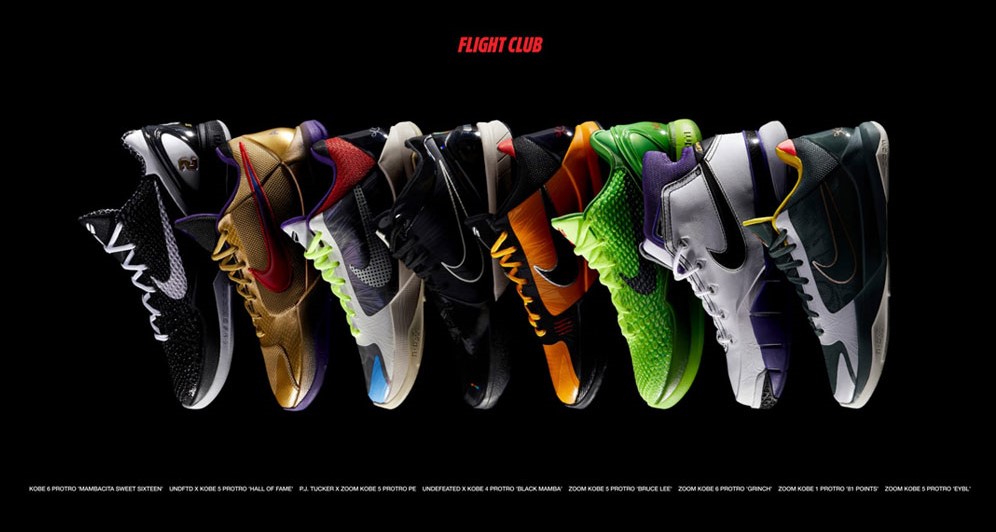 FLIGHT CLUB
KOBE 6 PROTRO 'MAMBACITA SWEET SIXTEEN' UNDFTD X KOBE 5 PROTRO 'HALL OF FAME' P.J. TUCKER X ZOOM KOBE 5 PROTRO PE UNDEFEATED X KOBE 4 PROTRO 'BLACK MAMBA' ZOOM KOBE 5 PROTRO 'BRUCE LEE' ZOOM KOBE 6 PROTRO 'GRINCH' ZOOM KOBE 1 PROTRO '81 POINTS' ZOOM KOBE 5 PROTRO 'EYBL'